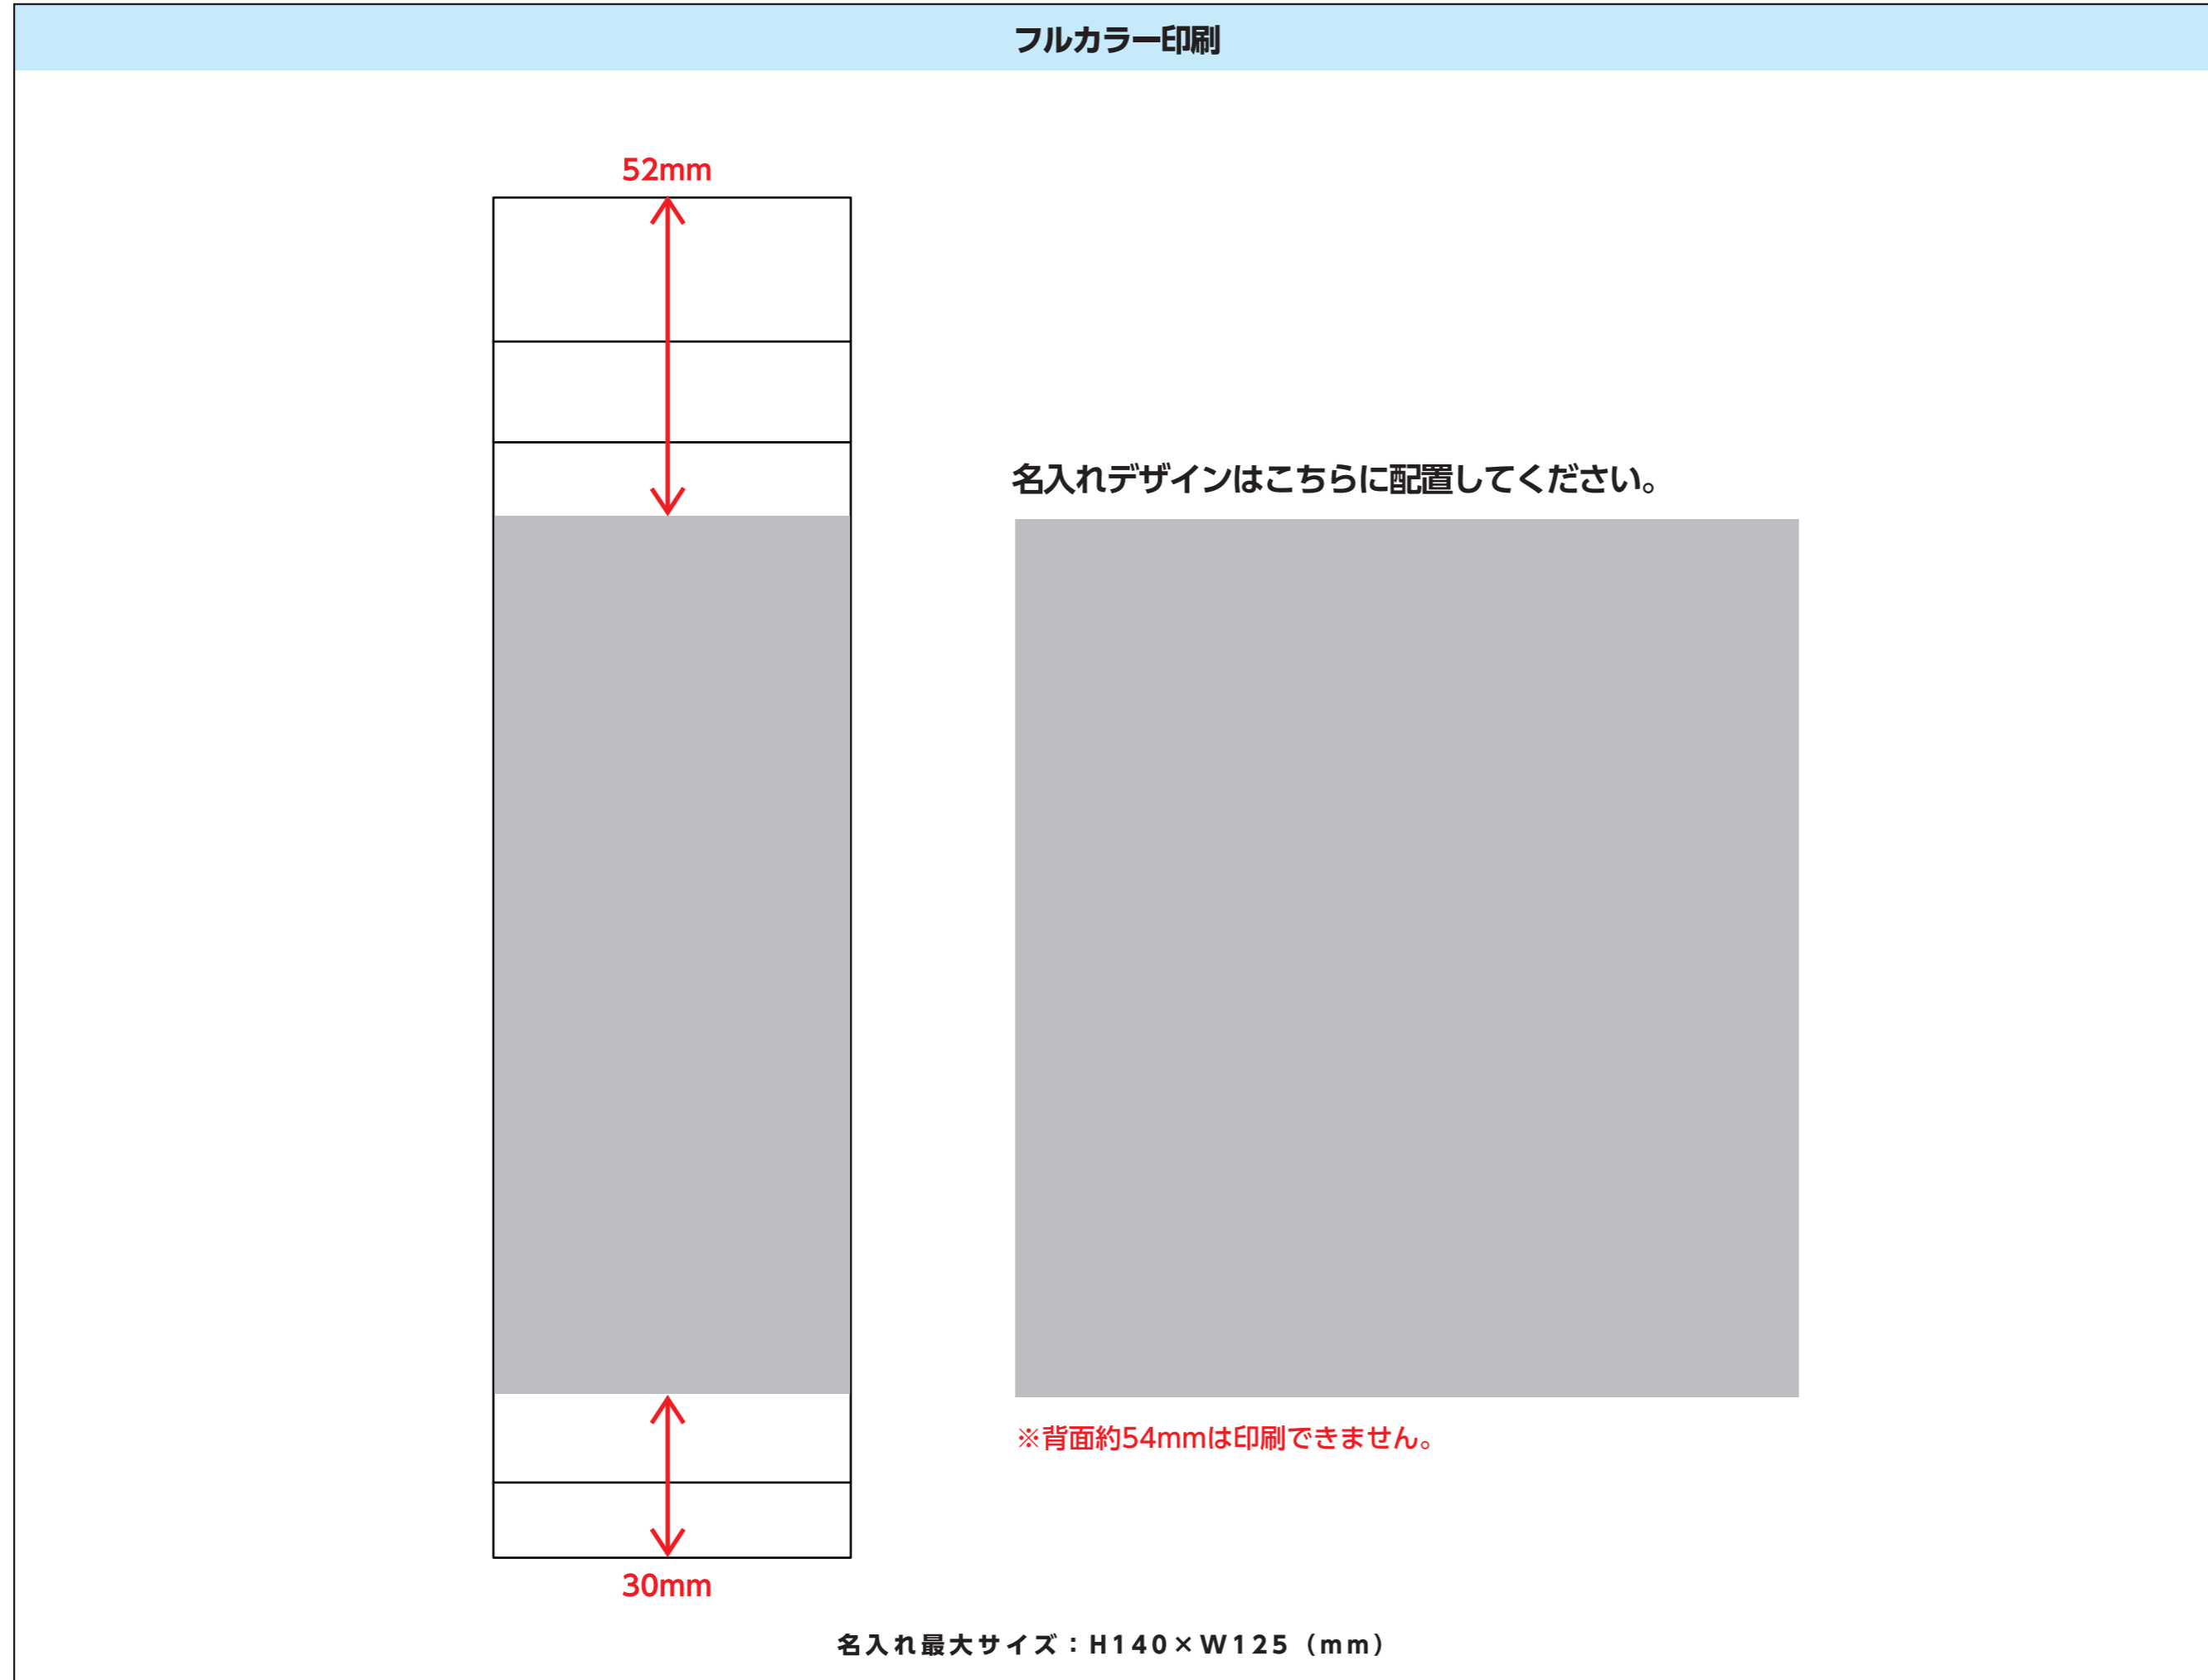 フルカラー印刷
52mm
名入れデザインはこちらに配置してください。
※背面約54mmは印刷できません。
30mm
名入れ最大サイズ：H140×W125（mm）